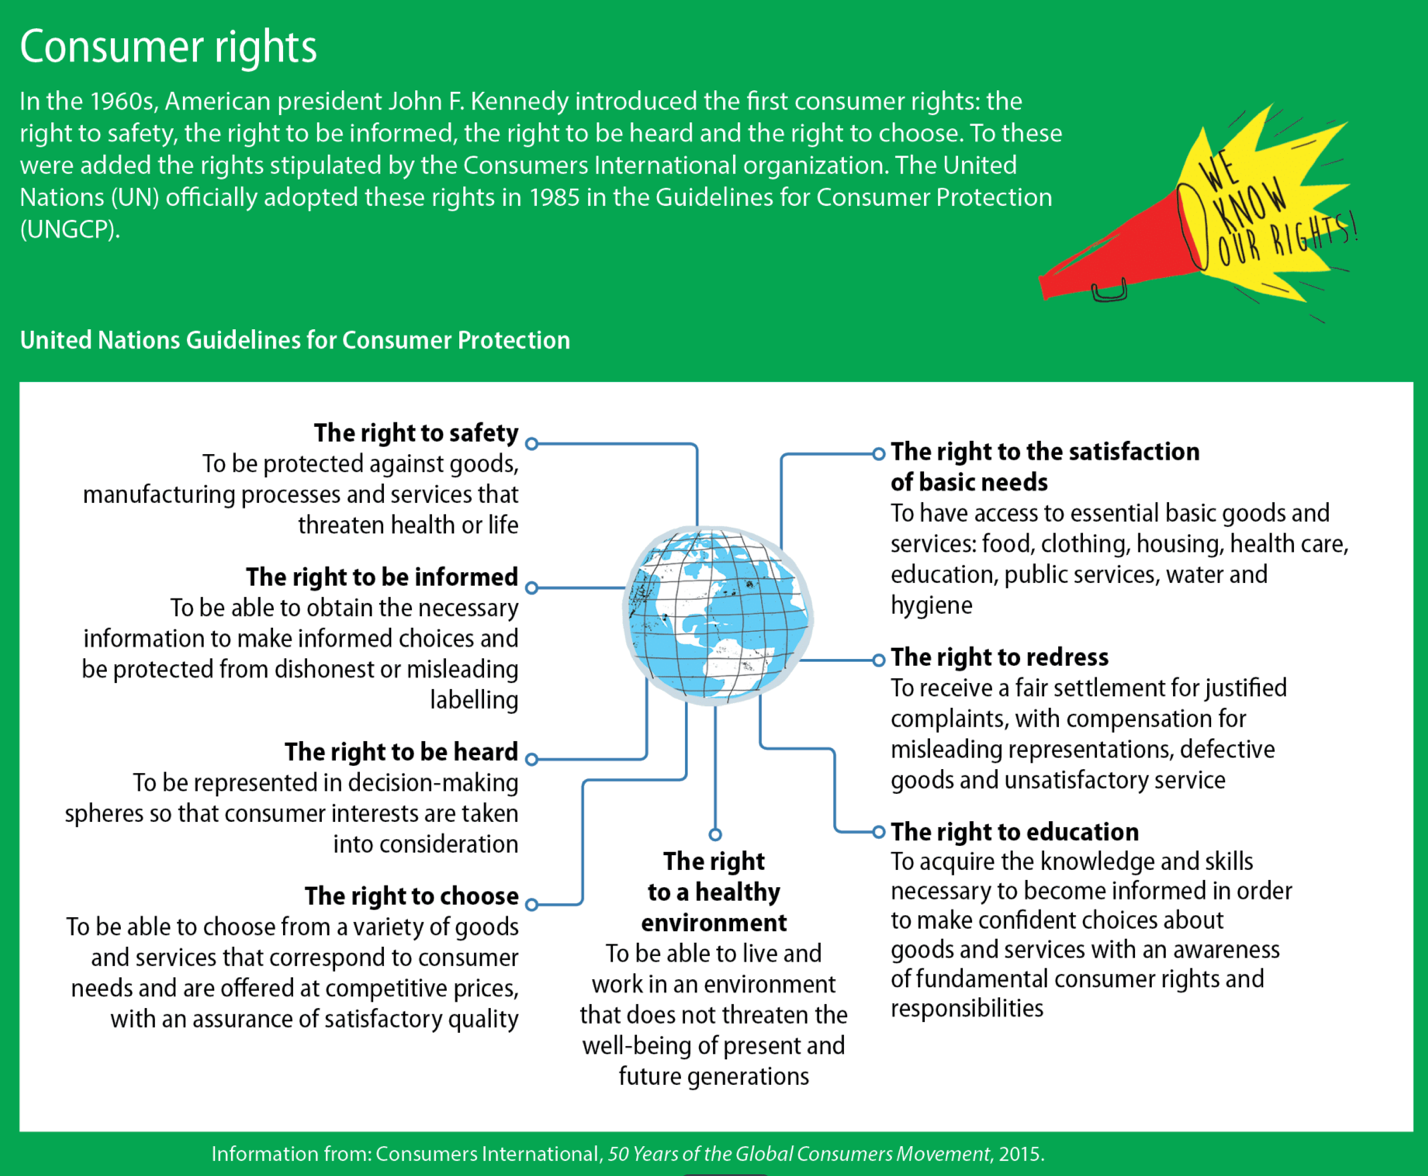 Consumer rights
In the 1960s, American president John F. Kennedy introduced the first consumer rights: the
right to safety, the right to be informed, the right to be heard and the right to choose. To these
were added the rights stipulated by the Consumers International organization. The United
Nations (UN) officially adopted these rights in 1985 in the Guidelines for Consumer Protection
(UNGCP).
WE
KNOW
OUR RIGHTS!
United Nations Guidelines for Consumer Protection
The right to safety
To be protected against goods,
manufacturing processes and services that
threaten health or life
The right to be informed
To be able to obtain the necessary
information to make informed choices and
be protected from dishonest or misleading
labelling
The right to be heard
To be represented in decision-making
spheres so that consumer interests are taken
into consideration
The right to choose
To be able to choose from a variety of goods
and services that correspond to consumer
needs and are offered at competitive prices,
with an assurance of satisfactory quality
The right
to a healthy
environment
To be able to live and
work in an environment
that does not threaten the
well-being of present and
future generations
The right to the satisfaction
of basic needs
To have access to essential basic goods and
services: food, clothing, housing, health care,
education, public services, water and
hygiene
The right to redress
To receive a fair settlement for justified
complaints, with compensation for
misleading representations, defective
goods and unsatisfactory service
The right to education
To acquire the knowledge and skills
necessary to become informed in order
to make confident choices about
goods and services with an awareness
of fundamental consumer rights and
responsibilities
Information from: Consumers International, 50 Years of the Global Consumers Movement, 2015.